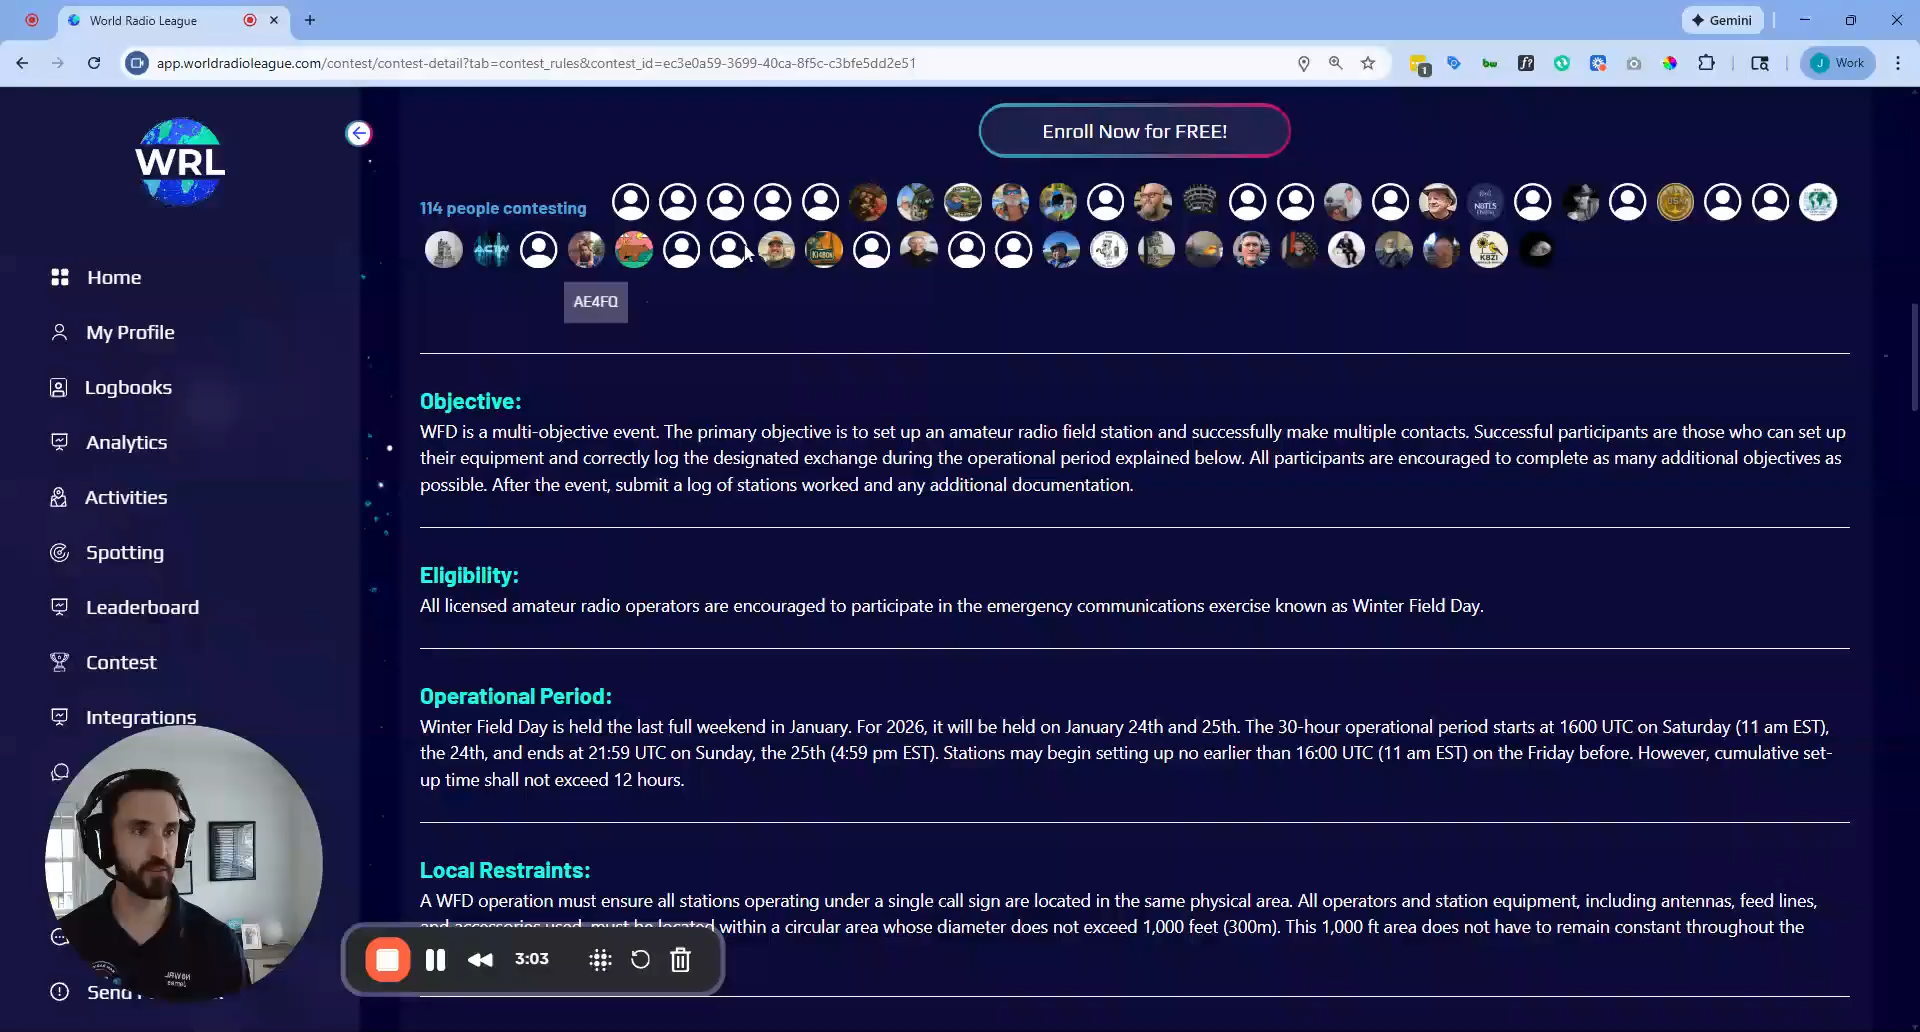 World Radio League
Gemini
app.worldradioleague.com/contest/contest-detail?tab=contest_rules&contest_id=ec3e0a59-3699-40ca-8f5c-c3bfe5dd2e51
1
bw
f?
J Work
WRL
Home
My Profile
Logbooks
Analytics
Activities
Spotting
Leaderboard
Contest
Integrations
Send
Enroll Now for FREE!
114 people contesting
N8TLS
AC1W
KI4BOK
K8ZI
AE4FQ
Objective:
WFD is a multi-objective event. The primary objective is to set up an amateur radio field station and successfully make multiple contacts. Successful participants are those who can set up
their equipment and correctly log the designated exchange during the operational period explained below. All participants are encouraged to complete as many additional objectives as
possible. After the event, submit a log of stations worked and any additional documentation.
Eligibility:
All licensed amateur radio operators are encouraged to participate in the emergency communications exercise known as Winter Field Day.
Operational Period:
Winter Field Day is held the last full weekend in January. For 2026, it will be held on January 24th and 25th. The 30-hour operational period starts at 1600 UTC on Saturday (11 am EST),
the 24th, and ends at 21:59 UTC on Sunday, the 25th (4:59 pm EST). Stations may begin setting up no earlier than 16:00 UTC (11 am EST) on the Friday before. However, cumulative set-
up time shall not exceed 12 hours.
Local Restraints:
A WFD operation must ensure all stations operating under a single call sign are located in the same physical area. All operators and station equipment, including antennas, feed lines,
and accessories used, must be located within a circular area whose diameter does not exceed 1,000 feet (300m). This 1,000 ft area does not have to remain constant throughout the
3:03